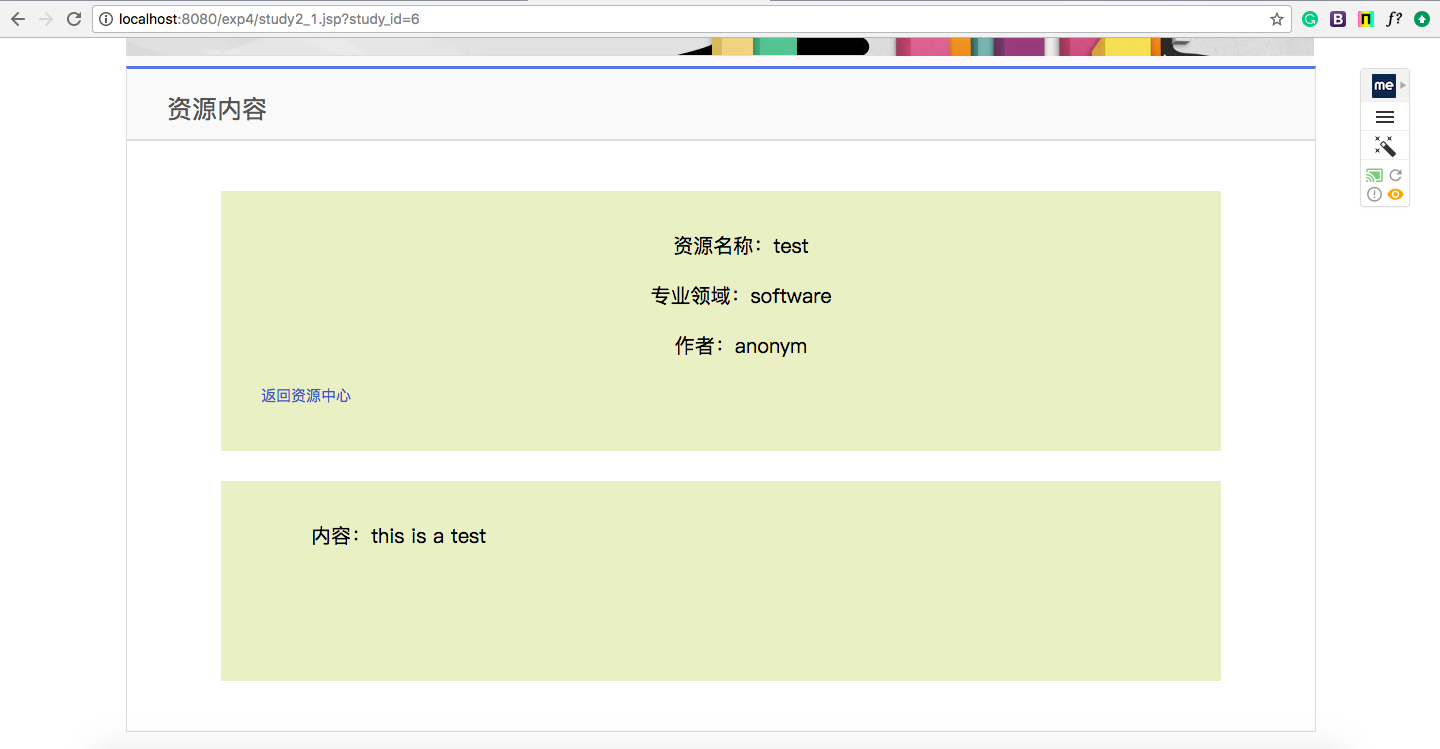 localhost:8080/exp4/study2_1.jsp?study_id=6
B
f?
me
资源内容
资源名称：test
专业领域：software
作者：anonym
返回资源中心
内容：this is a test